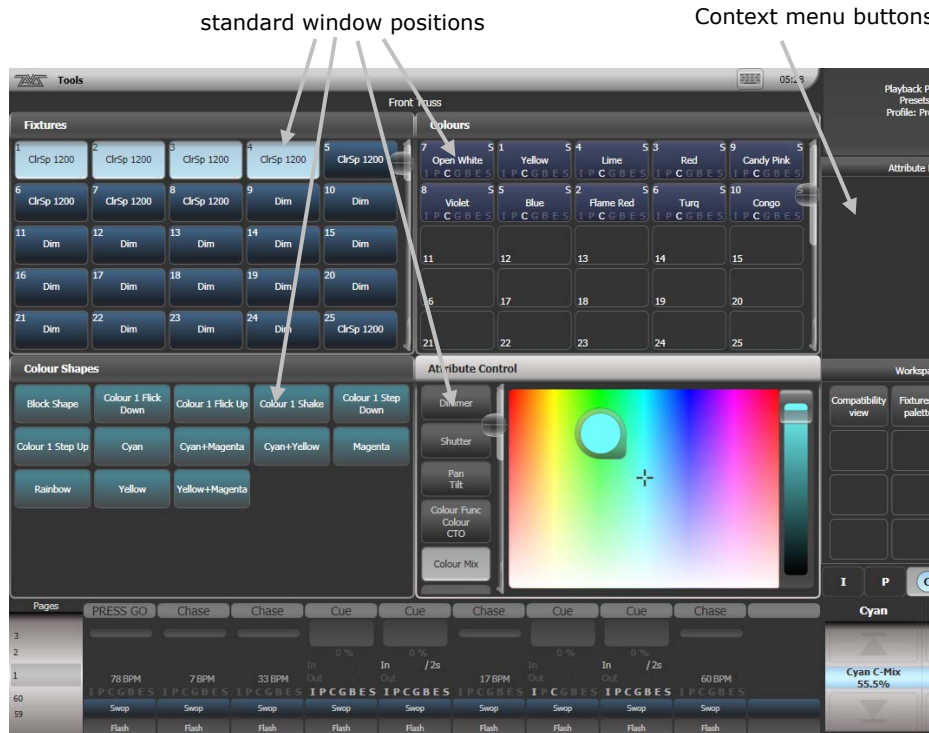 standard window positions
Context menu buttons
Tools
05:23
Front Truss
Playback P
Presets
Profile: Pr
Fixtures
Colours
Attribute
1 ClrSp 1200
2 ClrSp 1200
3 ClrSp 1200
4 ClrSp 1200
5 ClrSp 1200
7 S Open White I P C G B E S
1 S Yellow I P C G B E S
4 S Lime I P C G B E S
3 S Red I P C G B E S
9 S Candy Pink I P C G B E S
6 ClrSp 1200
7 ClrSp 1200
8 ClrSp 1200
9 Dim
10 Dim
8 S Violet I P C G B E S
5 S Blue I P C G B E S
2 S Flame Red I P C G B E S
6 S Turq I P C G B E S
10 S Congo I P C G B E S
11 Dim
12 Dim
13 Dim
14 Dim
15 Dim
11
12
13
14
15
16 Dim
17 Dim
18 Dim
19 Dim
20 Dim
16
17
18
19
20
21 Dim
22 Dim
23 Dim
24 Dim
25 ClrSp 1200
21
22
23
24
25
Colour Shapes
Attribute Control
Workspa
Block Shape
Colour 1 Flick Down
Colour 1 Flick Up
Colour 1 Shake
Colour 1 Step Down
Colour 1 Step Up
Cyan
Cyan+Magenta
Cyan+Yellow
Magenta
Rainbow
Yellow
Yellow+Magenta
Dimmer
Shutter
Pan
Tilt
Colour Func
Colour
CTO
Colour Mix
Compatibility view
Fixture
palett
I P
Pages
PRESS GO
Chase
Chase
Cue
Cue
Chase
Cue
Cue
Chase
Cyan
3
2
1
60
59
0 %
0 %
0 %
0 %
In /
In / 2s
In /
In / 2s
Out /
Out /
Out /
Out /
78 BPM
7 BPM
33 BPM
17 BPM
60 BPM
I P C G B E S
I P C G B E S
I P C G B E S
I P C G B E S
I P C G B E S
I P C G B E S
I P C G B E S
I P C G B E S
I P C G B E S
Swop
Swop
Swop
Swop
Swop
Swop
Swop
Swop
Swop
Flash
Flash
Flash
Flash
Flash
Flash
Flash
Flash
Flash
Cyan C-Mix
55.5%